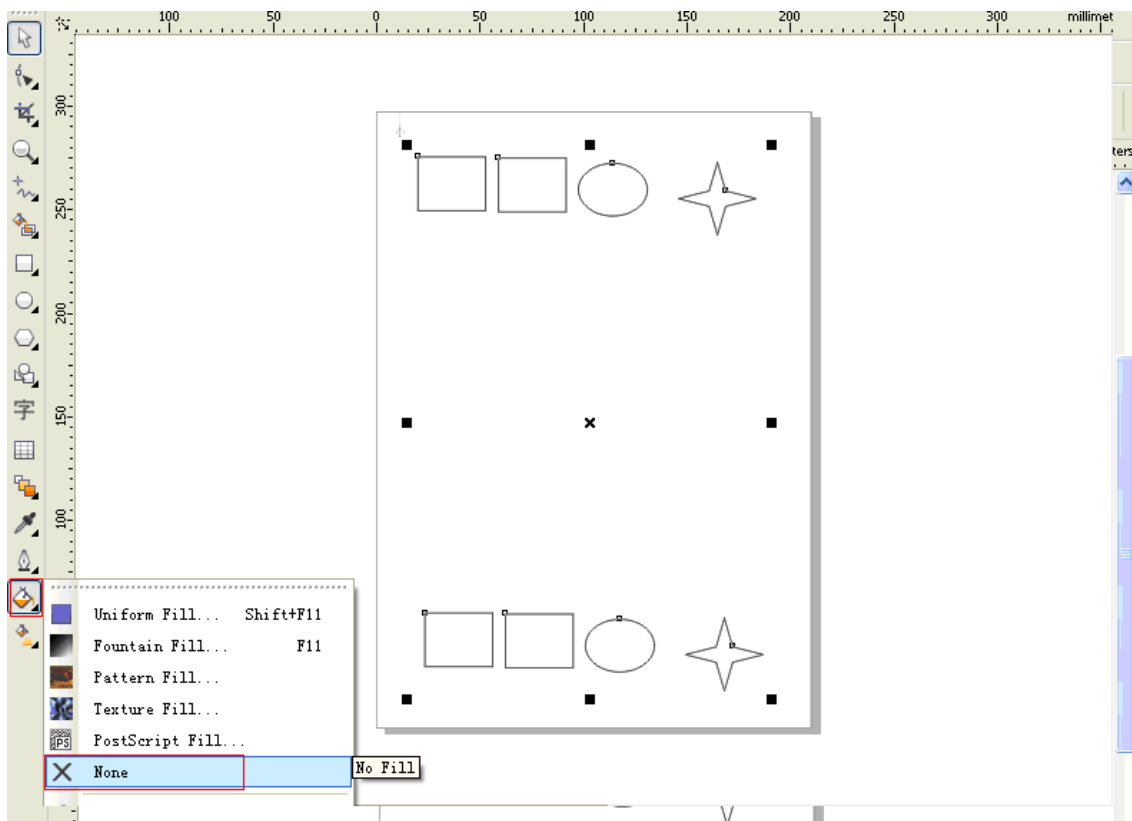 100 50 0 50 100 150 200 250 300 millimet
300
ters
250
200
字
150
100
Uniform Fill... Shift+F11
Fountain Fill... F11
Pattern Fill...
Texture Fill...
PS PostScript Fill...
None No Fill